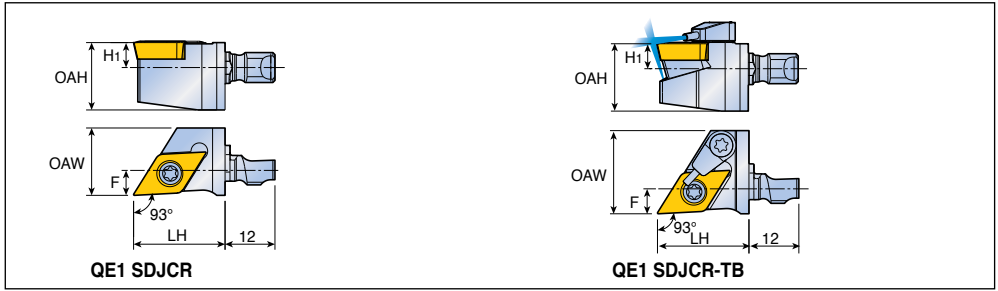 H1
OAH
OAW
F
93°
LH
12
QE1 SDJCR
H1
OAH
OAW
F
93°
LH
12
QE1 SDJCR-TB